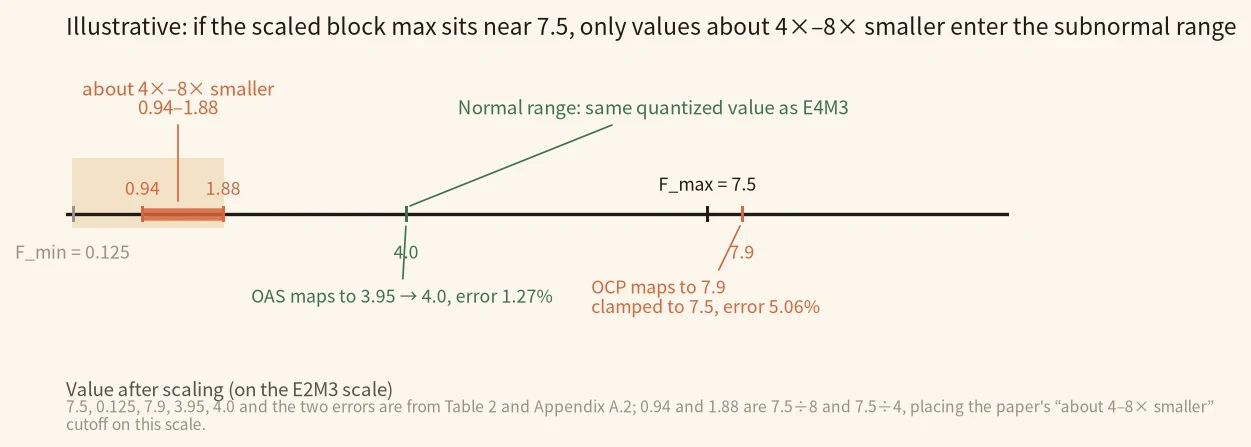 Illustrative: if the scaled block max sits near 7.5, only values about 4×–8× smaller enter the subnormal range
about 4×–8× smaller
0.94–1.88
Normal range: same quantized value as E4M3
0.94
1.88
F_max = 7.5
F_min = 0.125
4.0
7.9
OAS maps to 3.95 → 4.0, error 1.27%
OCP maps to 7.9
clamped to 7.5, error 5.06%
Value after scaling (on the E2M3 scale)
7.5, 0.125, 7.9, 3.95, 4.0 and the two errors are from Table 2 and Appendix A.2; 0.94 and 1.88 are 7.5÷8 and 7.5÷4, placing the paper's “about 4–8× smaller”
cutoff on this scale.